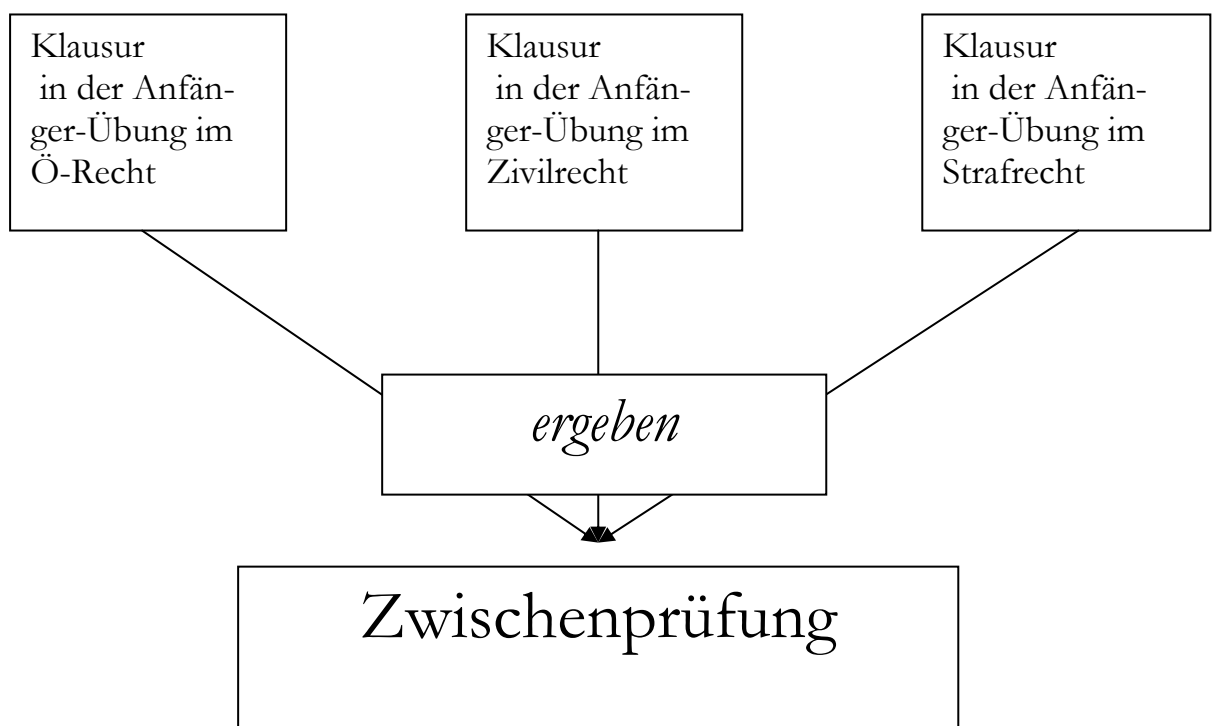 Klausur
in der Anfän-
ger-Übung im
Ö-Recht
Klausur
in der Anfän-
ger-Übung im
Zivilrecht
Klausur
in der Anfän-
ger-Übung im
Strafrecht
ergeben
Zwischenprüfung